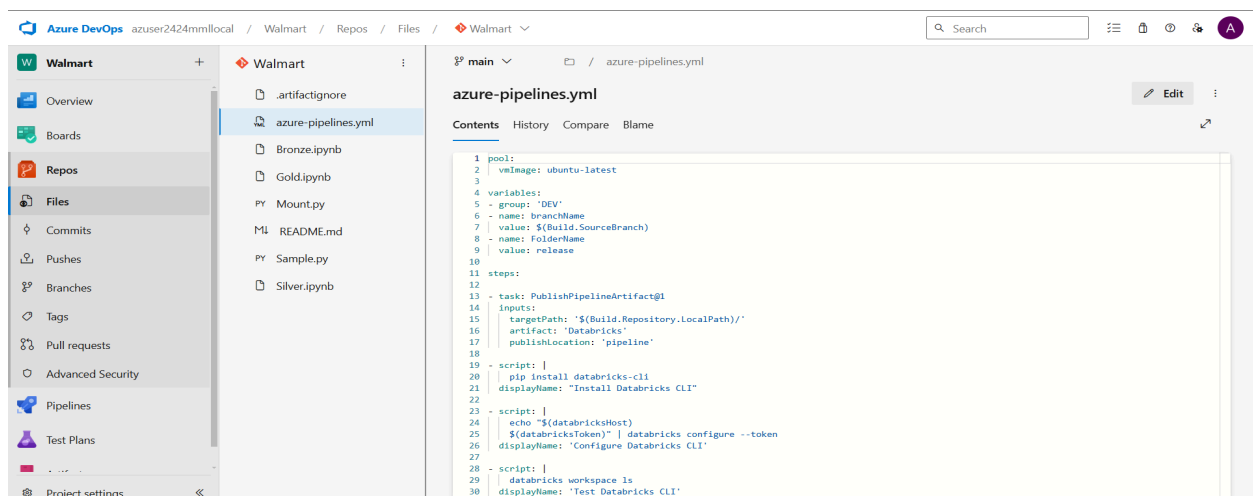 Azure DevOps azuser2424mmllocal / Walmart / Repos / Files / Walmart
Search
A
W Walmart +
Overview
Boards
Repos
Files
Commits
Pushes
Branches
Tags
Pull requests
Advanced Security
Pipelines
Test Plans
Project settings
Walmart
.artifactignore
YML azure-pipelines.yml
Bronze.ipynb
Gold.ipynb
PY Mount.py
M↓ README.md
PY Sample.py
Silver.ipynb
main / azure-pipelines.yml
azure-pipelines.yml
Edit
Contents History Compare Blame
1 pool:
2 vmImage: ubuntu-latest
3
4 variables:
5 - group: 'DEV'
6 - name: branchName
7 value: $(Build.SourceBranch)
8 - name: FolderName
9 value: release
10
11 steps:
12
13 - task: PublishPipelineArtifact@1
14 inputs:
15 targetPath: '$(Build.Repository.LocalPath)/'
16 artifact: 'Databricks'
17 publishLocation: 'pipeline'
18
19 - script: |
20 pip install databricks-cli
21 displayName: "Install Databricks CLI"
22
23 - script: |
24 echo "$(databricksHost)
25 $(databricksToken)" | databricks configure --token
26 displayName: 'Configure Databricks CLI'
27
28 - script: |
29 databricks workspace ls
30 displayName: 'Test Databricks CLI'